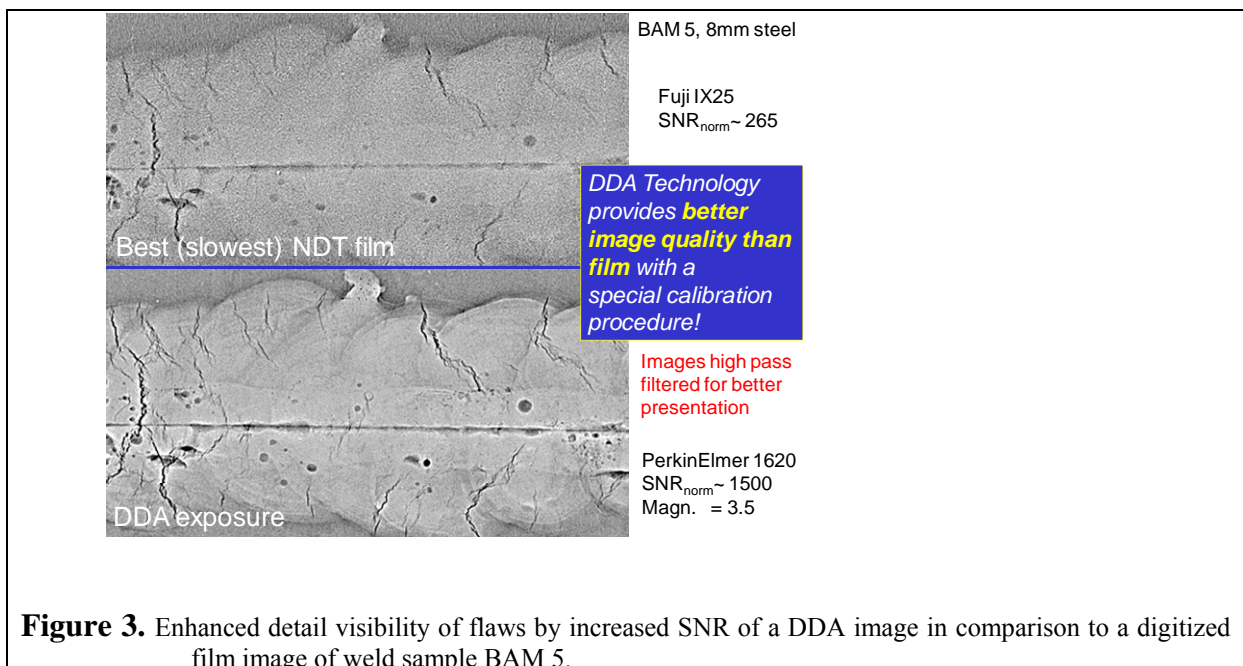 BAM 5, 8mm steel
Fuji IX25
SNRnorm~ 265
Best (slowest) NDT film
DDA Technology
provides better
image quality than
film with a
special calibration
procedure!
Images high pass
filtered for better
presentation
PerkinElmer 1620
SNRnorm~ 1500
Magn. = 3.5
DDA exposure
Figure 3. Enhanced detail visibility of flaws by increased SNR of a DDA image in comparison to a digitized
film image of weld sample BAM 5.